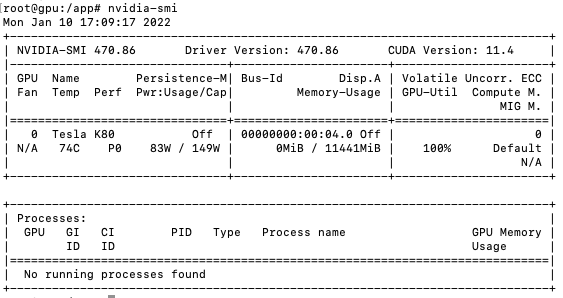 [root@gpu:/app# nvidia-smi
Mon Jan 10 17:09:17 2022
NVIDIA-SMI 470.86 Driver Version: 470.86 CUDA Version: 11.4
GPU Name Persistence-M| Bus-Id Disp.A | Volatile Uncorr. ECC
Fan Temp Perf Pwr:Usage/Cap| Memory-Usage | GPU-Util Compute M.
MIG M.
0 Tesla K80 Off | 00000000:00:04.0 Off | 0
N/A 74C P0 83W / 149W | 0MiB / 11441MiB | 100% Default
N/A
Processes:
GPU GI CI PID Type Process name GPU Memory
ID ID Usage
No running processes found